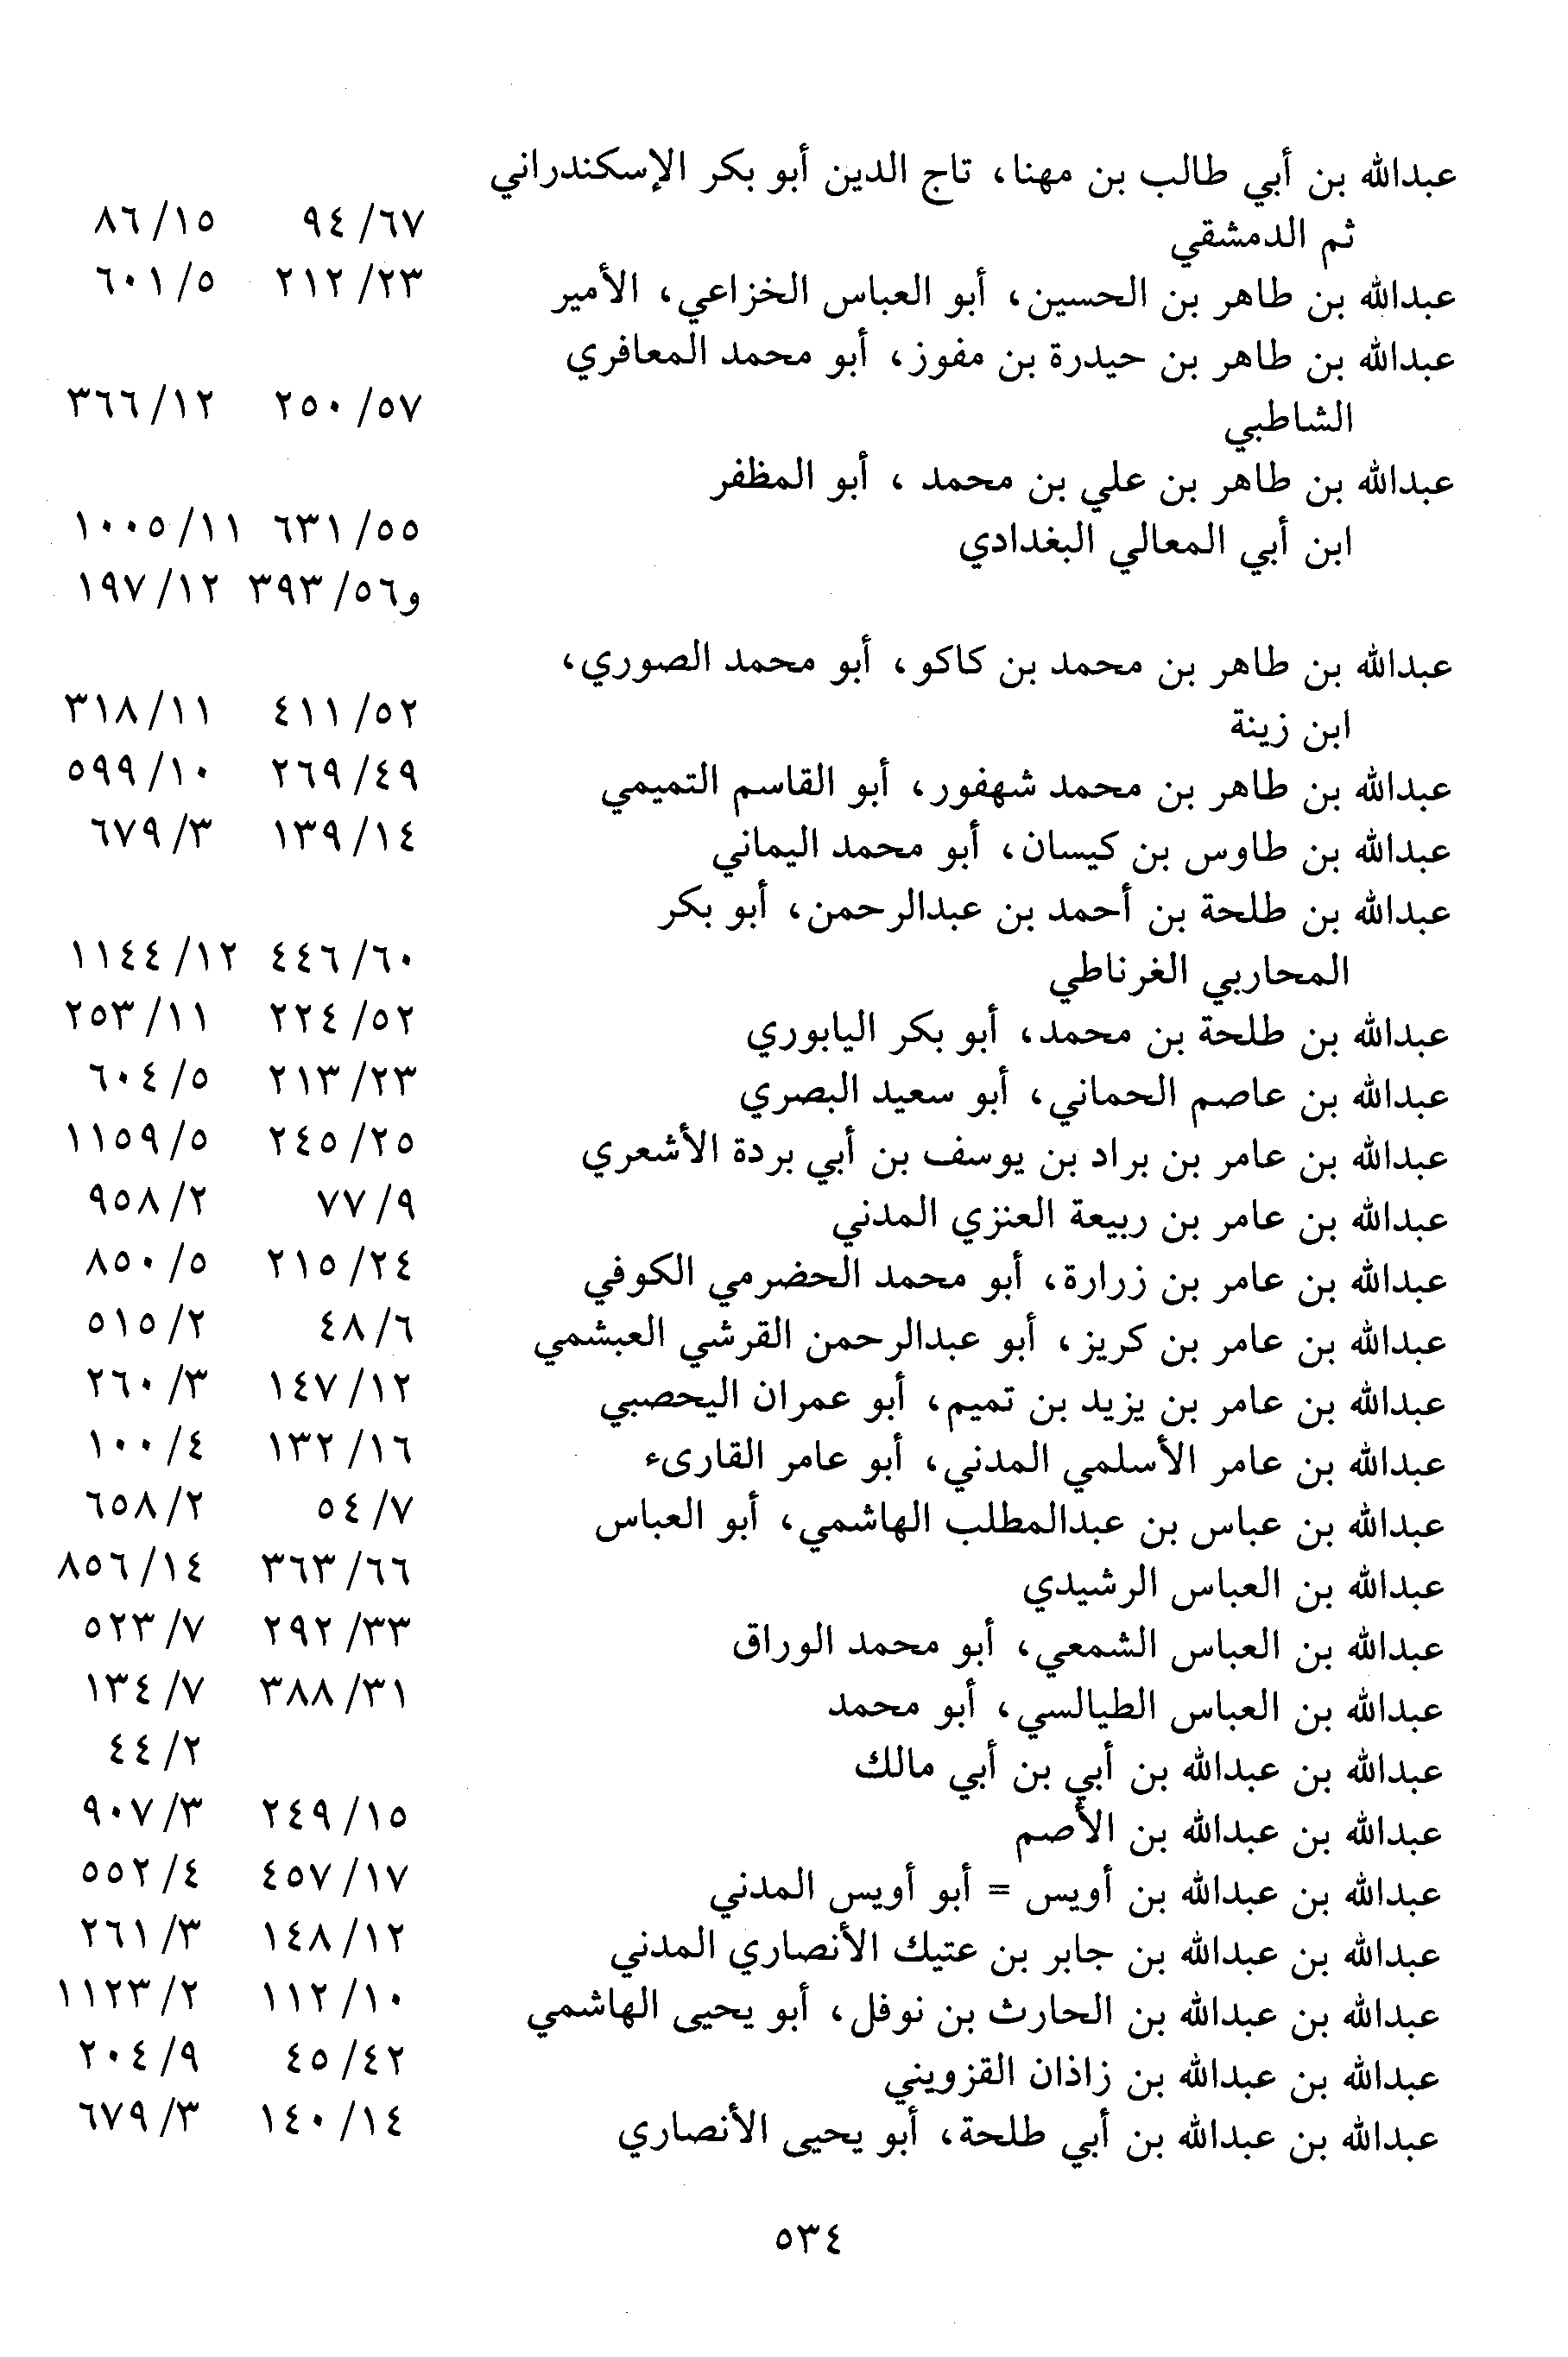 عبدالله بن أبي طالب بن مهنا، تاج الدين أبو بكر الإسكندراني
ثم الدمشقي ٩٤/٦٧ ٨٦/١٥
عبدالله بن طاهر بن الحسين، أبو العباس الخزاعي، الأمير ٢١٢/٢٣ ٦٠١/٥
عبدالله بن طاهر بن حيدرة بن مفوز، أبو محمد المعافري
الشاطبي ٢٥٠/٥٧ ٣٦٦/١٢
عبدالله بن طاهر بن علي بن محمد ، أبو المظفر
ابن أبي المعالي البغدادي ٦٣١/٥٥ ١٠٠٥/١١
و٣٩٣/٥٦ ١٩٧/١٢
عبدالله بن طاهر بن محمد بن كاكو، أبو محمد الصوري،
ابن زينة ٤١١/٥٢ ٣١٨/١١
عبدالله بن طاهر بن محمد شهفور، أبو القاسم التميمي ٢٦٩/٤٩ ٥٩٩/١٠
عبدالله بن طاوس بن كيسان، أبو محمد اليماني ١٣٩/١٤ ٦٧٩/٣
عبدالله بن طلحة بن أحمد بن عبدالرحمن، أبو بكر
المحاربي الغرناطي ٤٤٦/٦٠ ١١٤٤/١٢
عبدالله بن طلحة بن محمد، أبو بكر اليابوري ٢٢٤/٥٢ ٢٥٣/١١
عبدالله بن عاصم الحماني، أبو سعيد البصري ٢١٣/٢٣ ٦٠٤/٥
عبدالله بن عامر بن براد بن يوسف بن أبي بردة الأشعري ٢٤٥/٢٥ ١١٥٩/٥
عبدالله بن عامر بن ربيعة العنزي المدني ٧٧/٩ ٩٥٨/٢
عبدالله بن عامر بن زرارة، أبو محمد الحضرمي الكوفي ٢١٥/٢٤ ٨٥٠/٥
عبدالله بن عامر بن كريز، أبو عبدالرحمن القرشي العبشمي ٤٨/٦ ٥١٥/٢
عبدالله بن عامر بن يزيد بن تميم، أبو عمران اليحصبي ١٤٧/١٢ ٢٦٠/٣
عبدالله بن عامر الأسلمي المدني، أبو عامر القارىء ١٣٢/١٦ ١٠٠/٤
عبدالله بن عباس بن عبدالمطلب الهاشمي، أبو العباس ٥٤/٧ ٦٥٨/٢
عبدالله بن العباس الرشيدي ٣٦٣/٦٦ ٨٥٦/١٤
عبدالله بن العباس الشمعي، أبو محمد الوراق ٢٩٢/٣٣ ٥٢٣/٧
عبدالله بن العباس الطيالسي، أبو محمد ٣٨٨/٣١ ١٣٤/٧
عبدالله بن عبدالله بن أبي بن أبي مالك ٤٤/٢
عبدالله بن عبدالله بن الأصم ٢٤٩/١٥ ٩٠٧/٣
عبدالله بن عبدالله بن أويس = أبو أويس المدني ٤٥٧/١٧ ٥٥٢/٤
عبدالله بن عبدالله بن جابر بن عتيك الأنصاري المدني ١٤٨/١٢ ٢٦١/٣
عبدالله بن عبدالله بن الحارث بن نوفل، أبو يحيى الهاشمي ١١٢/١٠ ١١٢٣/٢
عبدالله بن عبدالله بن زاذان القزويني ٤٥/٤٢ ٢٠٤/٩
عبدالله بن عبدالله بن أبي طلحة، أبو يحيى الأنصاري ١٤٠/١٤ ٦٧٩/٣
٥٣٤